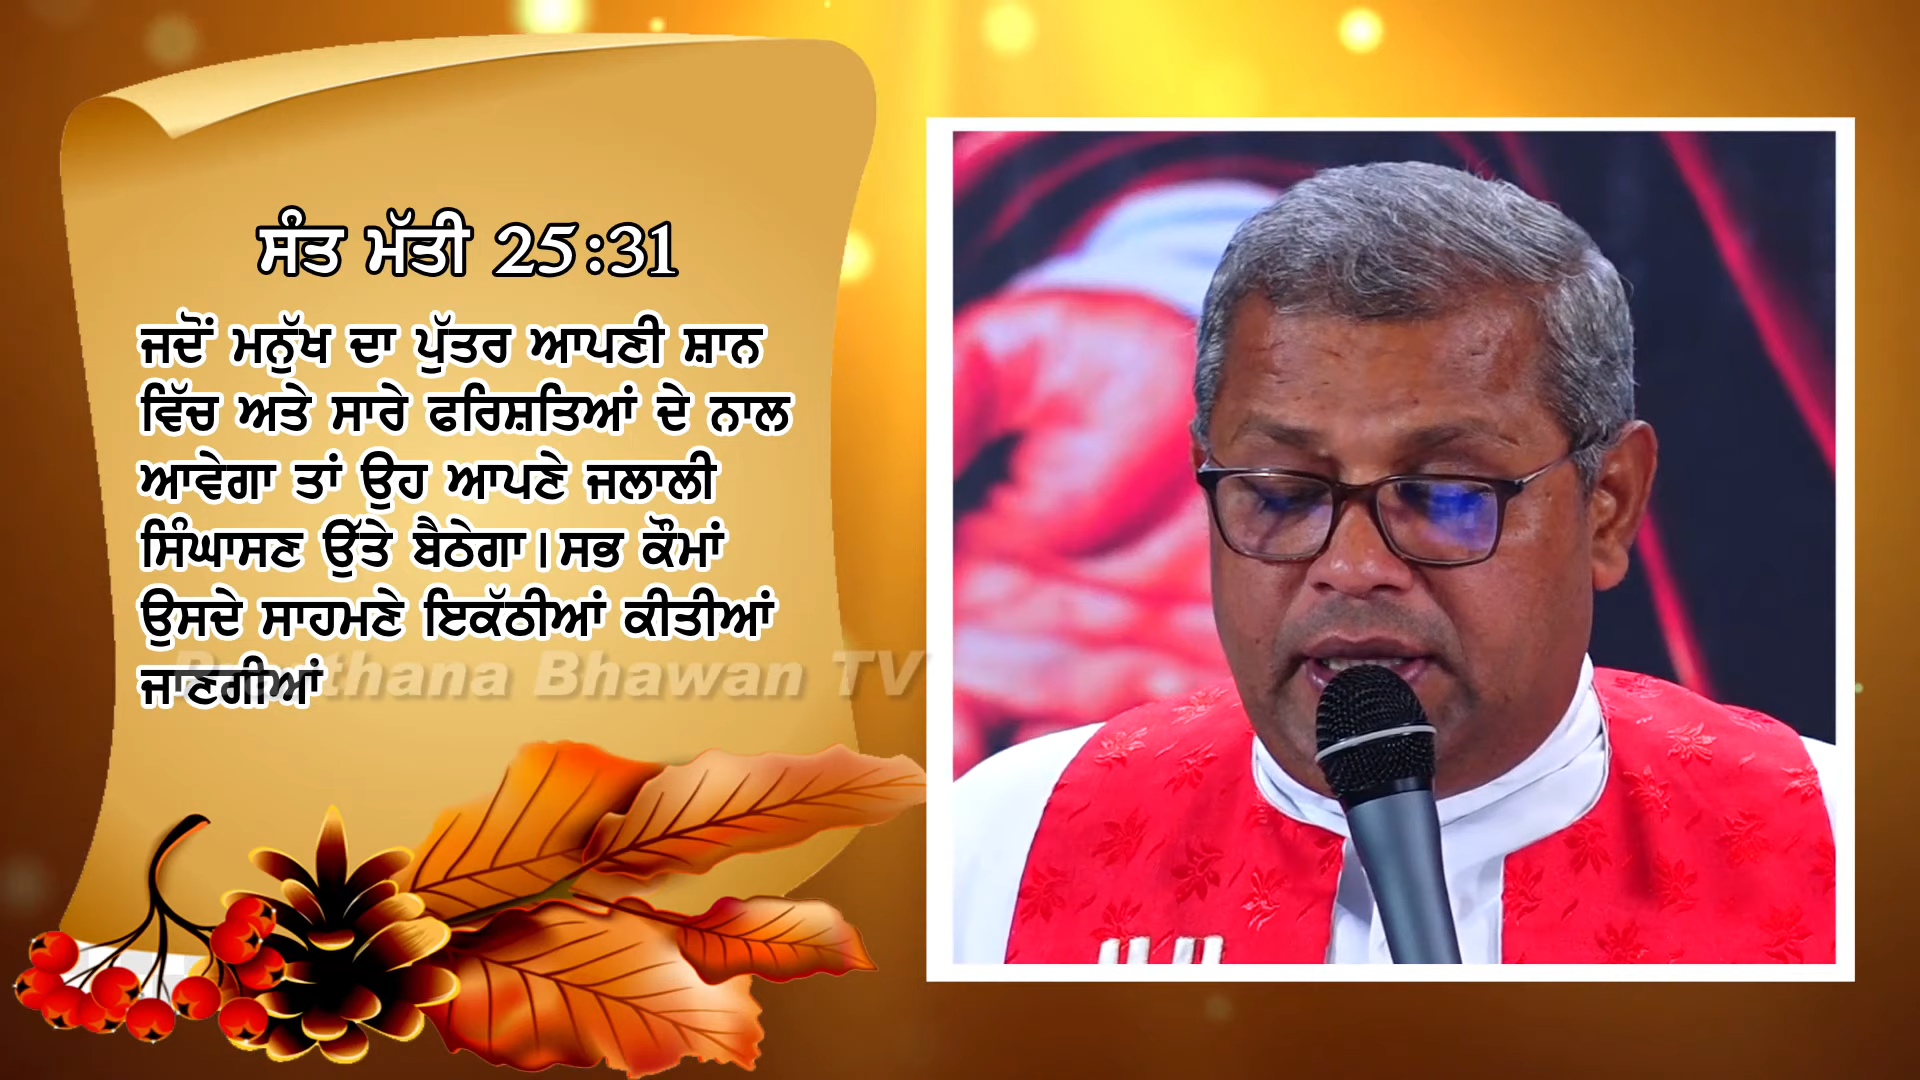 ਸੰਤ ਮੱਤੀ 25:31
ਜਦੋਂ ਮਨੁੱਖ ਦਾ ਪੁੱਤਰ ਆਪਣੀ ਸ਼ਾਨ
ਵਿੱਚ ਅਤੇ ਸਾਰੇ ਫਰਿਸ਼ਤਿਆਂ ਦੇ ਨਾਲ
ਆਵੇਗਾ ਤਾਂ ਉਹ ਆਪਣੇ ਜਲਾਲੀ
ਸਿੰਘਾਸਣ ਉੱਤੇ ਬੈਠੇਗਾ।ਸਭ ਕੌਮਾਂ
ਉਸਦੇ ਸਾਹਮਣੇ ਇਕੱਠੀਆਂ ਕੀਤੀਆਂ
ਜਾਣਗੀਆਂ
Bhawan TV